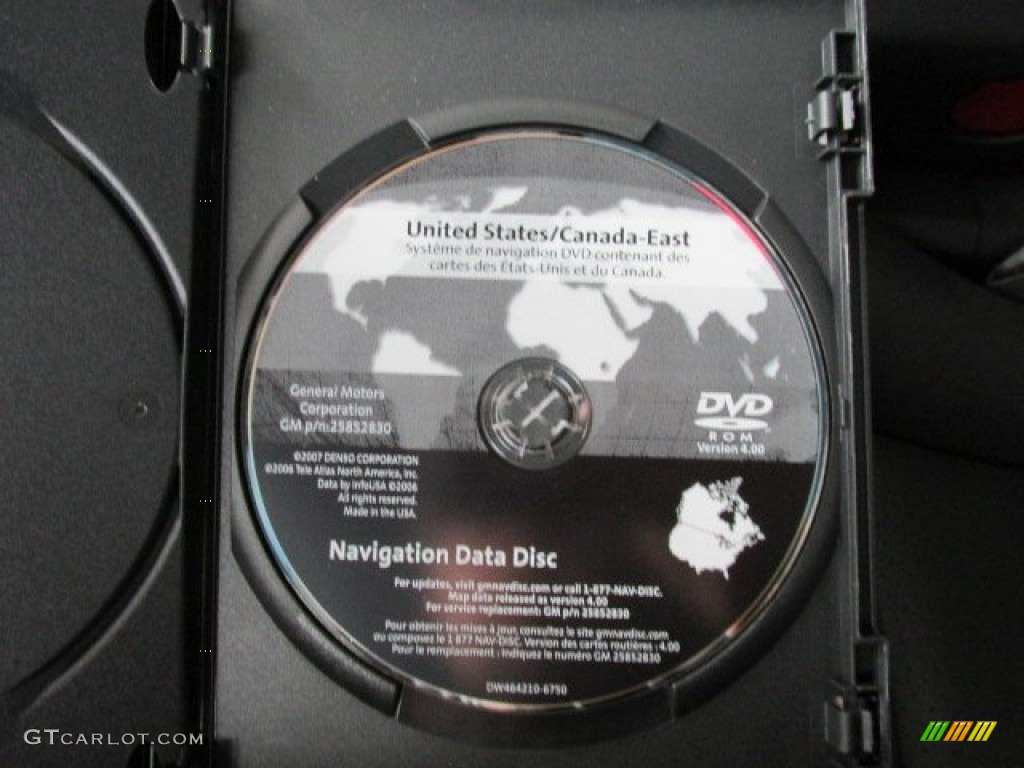 United States/Canada-East
Système de navigation DVD contenant des
cartes des États-Unis et du Canada.
General Motors
Corporation
GM p/n:25852830
DVD
ROM
Version 4.00
©2007 DENSO CORPORATION
©2006 Tele Atlas North America, Inc.
Data by infoUSA ©2006
All rights reserved.
Made in the USA.
Navigation Data Disc
For updates, visit gmnavdisc.com or call 1-877-NAV-DISC.
Map data released as version 4.00
For service replacement: GM p/n 25852830
Pour obtenir les mises à jour, consultez le site gmnavdisc.com
ou composez le 1 877 NAV-DISC. Version des cartes routières : 4.00
Pour le remplacement : indiquez le numéro GM 25852830
DW464210-6750
GTCARLOT.COM